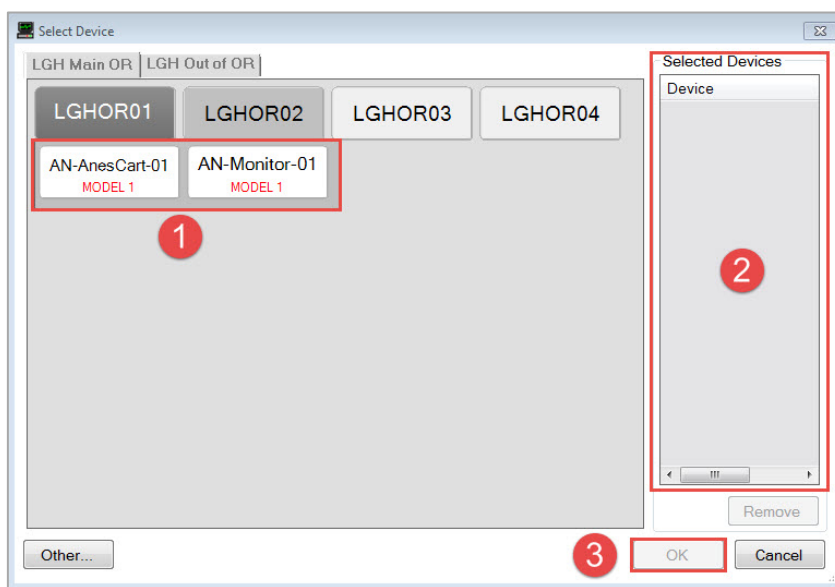 Select Device
LGH Main OR LGH Out of OR
LGHOR01 LGHOR02 LGHOR03 LGHOR04
AN-AnesCart-01 AN-Monitor-01
MODEL 1 MODEL 1
1
Selected Devices
Device
2
Remove
Other... 3 OK Cancel